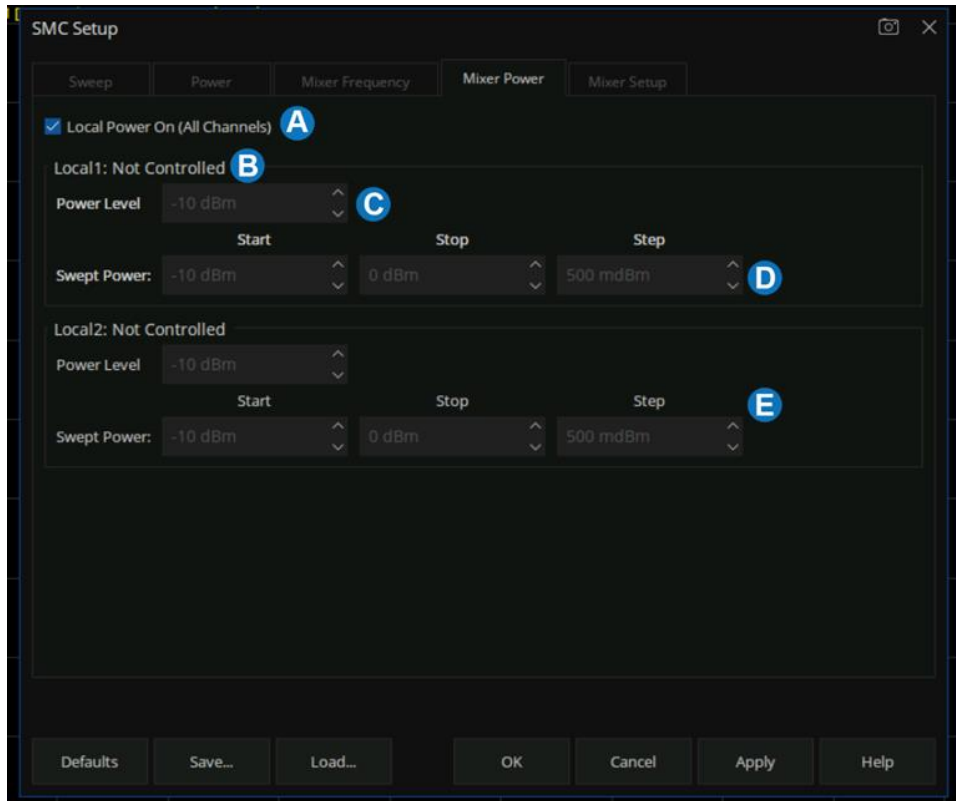 SMC Setup
Sweep Power Mixer Frequency Mixer Power Mixer Setup
Local Power On (All Channels) A
Local1: Not Controlled B
Power Level -10 dBm C
Start Stop Step
Swept Power: -10 dBm 0 dBm 500 mdBm D
Local2: Not Controlled
Power Level -10 dBm
Start Stop Step E
Swept Power: -10 dBm 0 dBm 500 mdBm
Defaults Save... Load... OK Cancel Apply Help